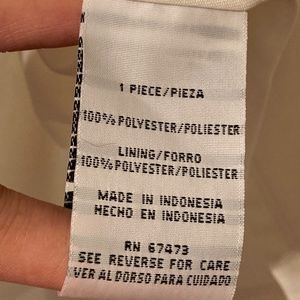 1 PIECE/PIEZA
100% POLYESTER/POLIESTER
LINING/FORRO
100% POLYESTER/POLIESTER
MADE IN INDONESIA
HECHO EN INDONESIA
RN 67473
SEE REVERSE FOR CARE
VER AL DORSO PARA CUIDADO